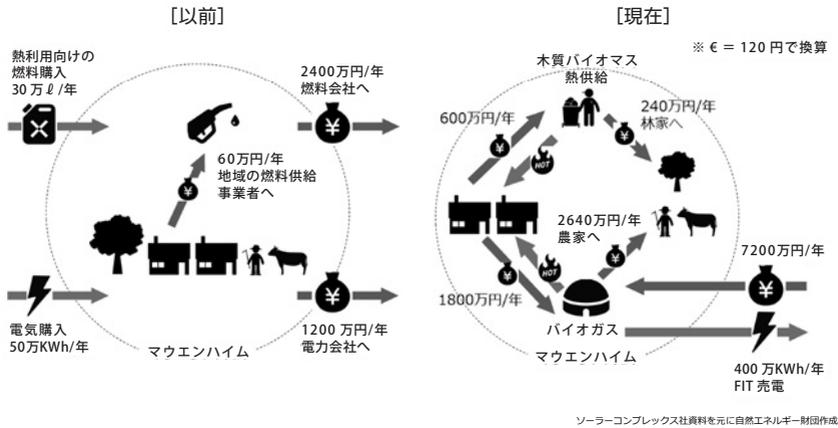 ［以前］
熱利用向けの
燃料購入
30万ℓ/年
2400万円/年
燃料会社へ
60万円/年
地域の燃料供給
事業者へ
電気購入
50万KWh/年
マウエンハイム
1200 万円/年
電力会社へ
［現在］
※ € ＝ 120 円で換算
木質バイオマス
熱供給
600万円/年
240万円/年
林家へ
HOT
2640万円/年
農家へ
7200万円/年
HOT
1800万円/年
バイオガス
マウエンハイム
400 万KWh/年
FIT 売電
ソーラーコンプレックス社資料を元に自然エネルギー財団作成